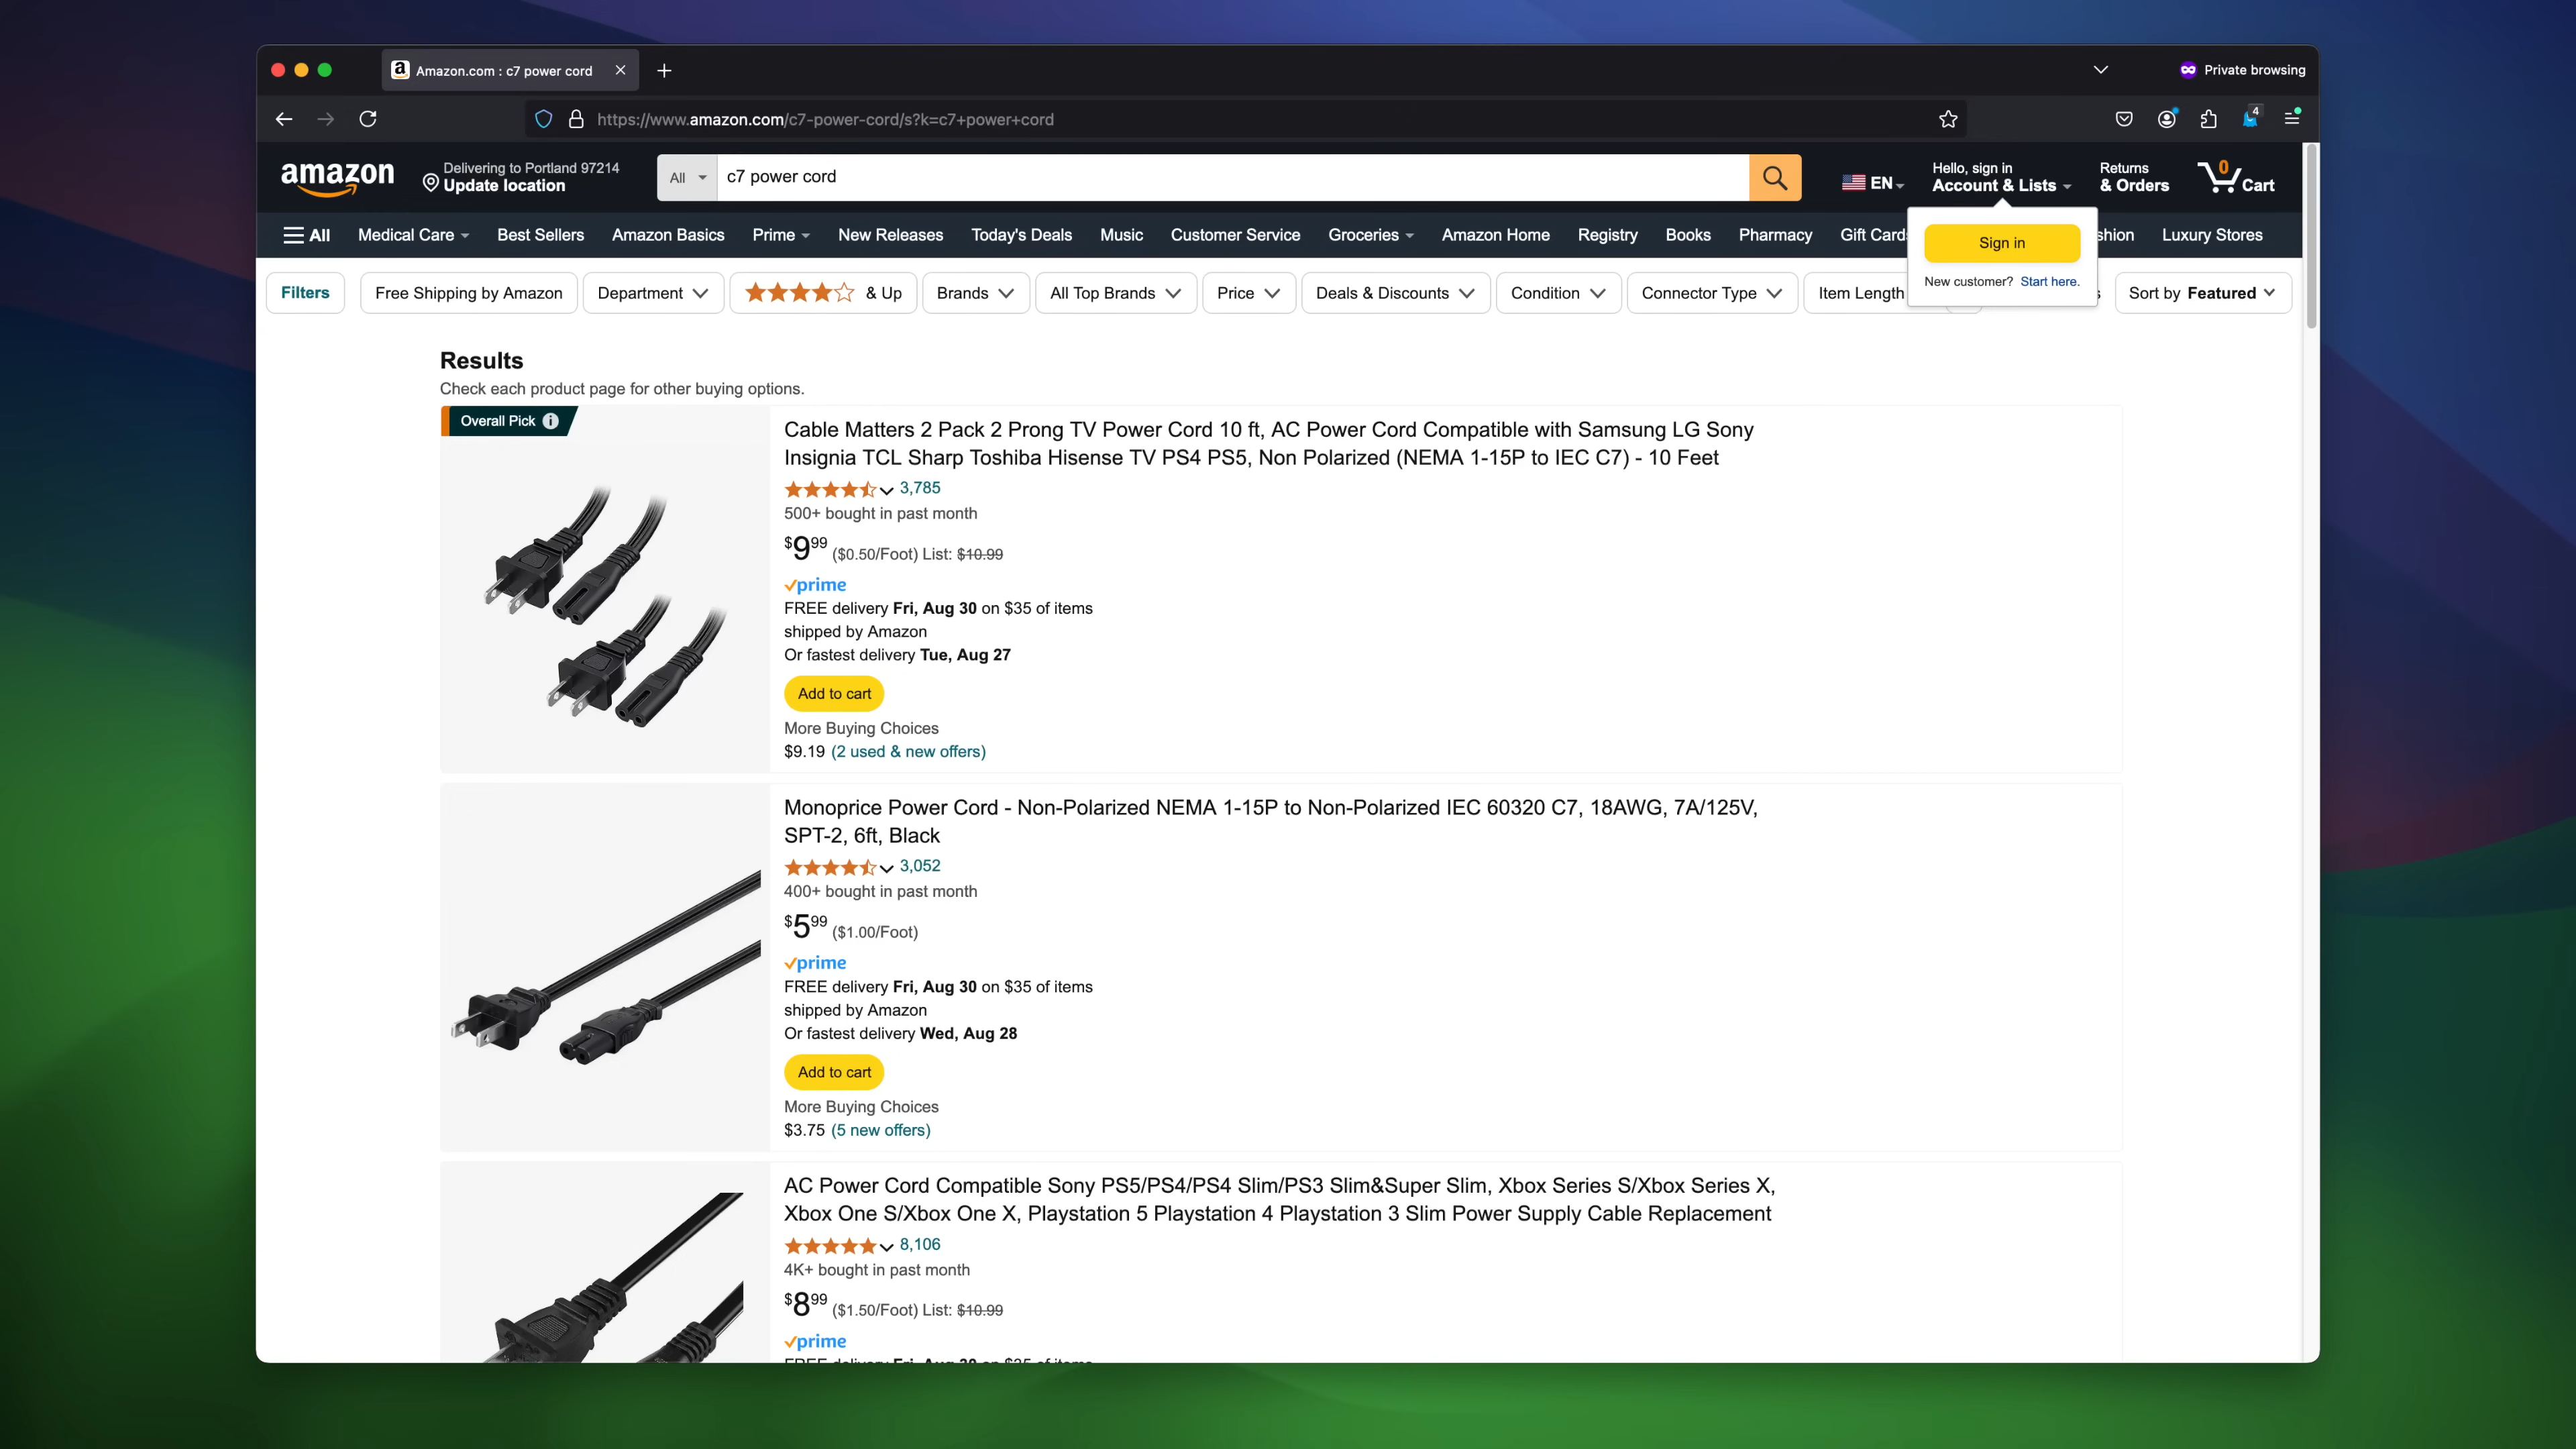 Amazon.com : c7 power cord
Private browsing
https://www.amazon.com/c7-power-cord/s?k=c7+power+cord
4
amazon
Delivering to Portland 97214
Update location
All
c7 power cord
EN
Hello, sign in
Account & Lists
Returns
& Orders
0
Cart
All
Medical Care
Best Sellers
Amazon Basics
Prime
New Releases
Today's Deals
Music
Customer Service
Groceries
Amazon Home
Registry
Books
Pharmacy
Gift Card
shion
Luxury Stores
Sign in
New customer? Start here.
Filters
Free Shipping by Amazon
Department
& Up
Brands
All Top Brands
Price
Deals & Discounts
Condition
Connector Type
Item Length
Sort by Featured
Results
Check each product page for other buying options.
Overall Pick
Cable Matters 2 Pack 2 Prong TV Power Cord 10 ft, AC Power Cord Compatible with Samsung LG Sony
Insignia TCL Sharp Toshiba Hisense TV PS4 PS5, Non Polarized (NEMA 1-15P to IEC C7) - 10 Feet
3,785
500+ bought in past month
$9.99 ($0.50/Foot) List: $10.99
prime
FREE delivery Fri, Aug 30 on $35 of items
shipped by Amazon
Or fastest delivery Tue, Aug 27
Add to cart
More Buying Choices
$9.19 (2 used & new offers)
Monoprice Power Cord - Non-Polarized NEMA 1-15P to Non-Polarized IEC 60320 C7, 18AWG, 7A/125V,
SPT-2, 6ft, Black
3,052
400+ bought in past month
$5.99 ($1.00/Foot)
prime
FREE delivery Fri, Aug 30 on $35 of items
shipped by Amazon
Or fastest delivery Wed, Aug 28
Add to cart
More Buying Choices
$3.75 (5 new offers)
AC Power Cord Compatible Sony PS5/PS4/PS4 Slim/PS3 Slim&Super Slim, Xbox Series S/Xbox Series X,
Xbox One S/Xbox One X, Playstation 5 Playstation 4 Playstation 3 Slim Power Supply Cable Replacement
8,106
4K+ bought in past month
$8.99 ($1.50/Foot) List: $10.99
prime
FREE delivery Fri, Aug 30 on $35 of items